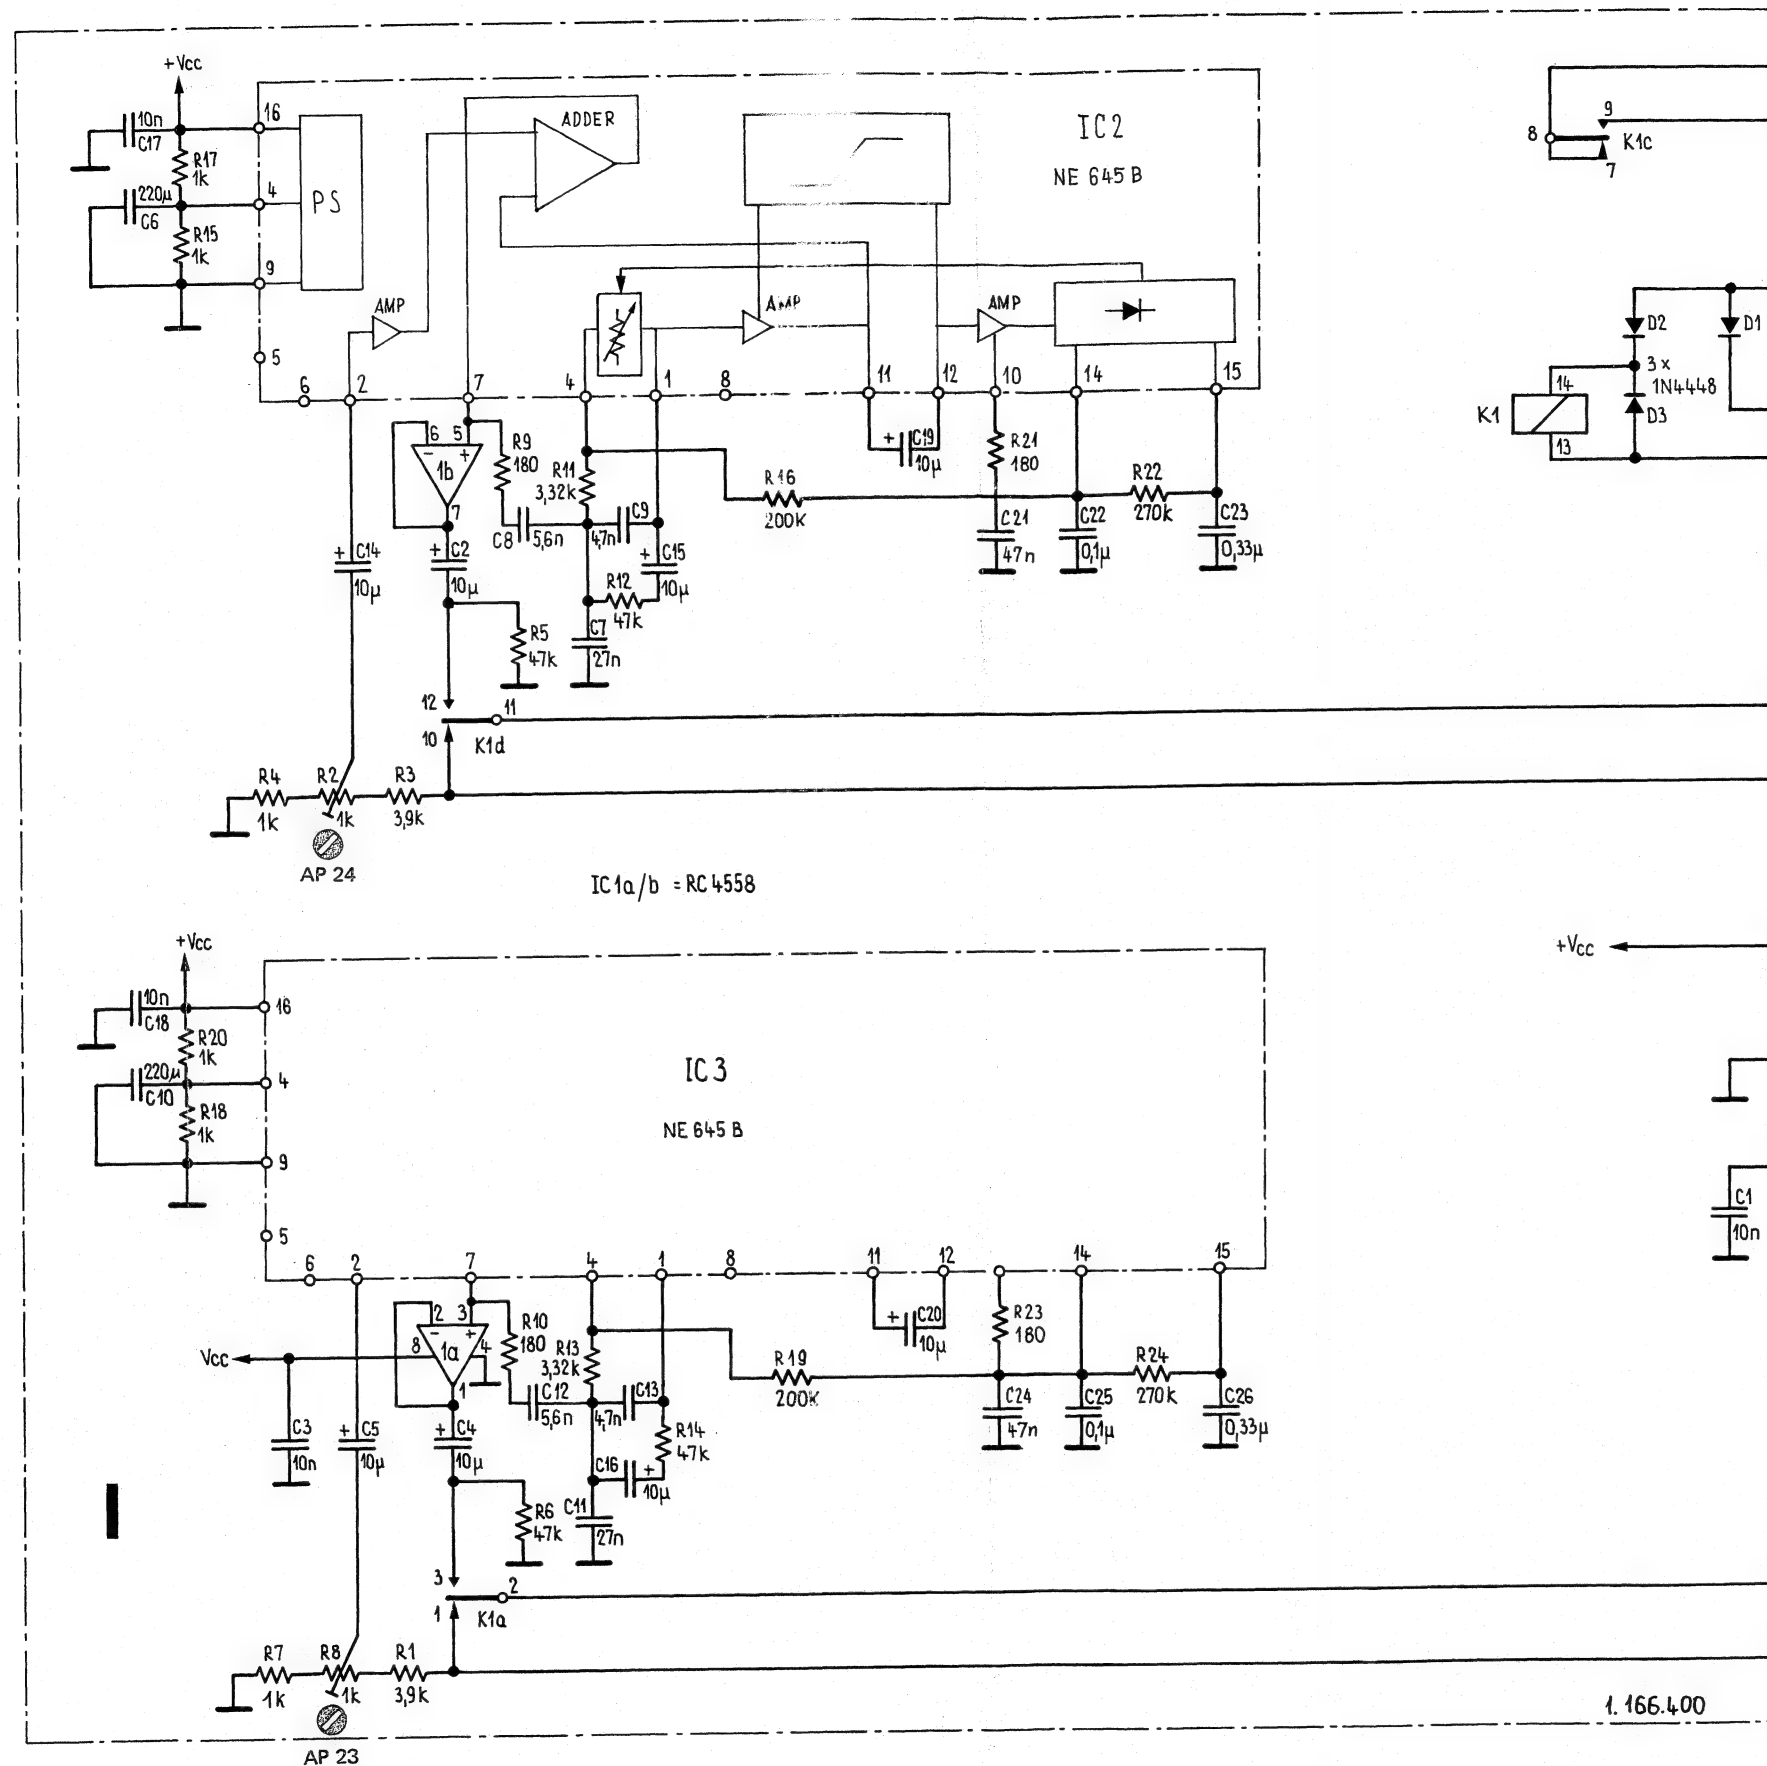 +Vcc
10n
C17
R17
1k
220µ
C6
R15
1k
16
4
9
5
PS
AMP
ADDER
AMP
AMP
IC2
NE 645 B
6
2
7
4
1
8
11
12
10
14
15
8
9
K1c
7
D2
D1
3 x
1N4448
D3
K1
14
13
6
5
-
+
1b
7
R9
180
R11
3,32k
C8
5,6n
4,7n
C9
+
C14
10µ
+
C2
10µ
+
C15
10µ
R12
47k
R5
47k
C7
27n
+
C19
10µ
R21
180
R16
200K
R22
270k
C21
47n
C22
0,1µ
C23
0,33µ
12
11
10
K1d
R4
1k
R2
1k
R3
3,9k
AP 24
IC1a/b = RC 4558
+Vcc
+Vcc
10n
C18
R20
1k
220µ
C10
R18
1k
16
4
9
5
IC 3
NE 645 B
6
2
7
4
1
8
11
12
14
15
Vcc
8
2
3
-
+
4
1a
1
R10
180
R13
3,32k
C12
5,6n
4,7n
C13
C3
10n
+
C5
10µ
+
C4
10µ
R14
47k
C16
+
10µ
R6
47k
C11
27n
+
C20
10µ
R23
180
R19
200K
R24
270k
C24
47n
C25
0,1µ
C26
0,33µ
C1
10n
3
2
1
K1a
R7
1k
R8
1k
R1
3,9k
AP 23
1.166.400